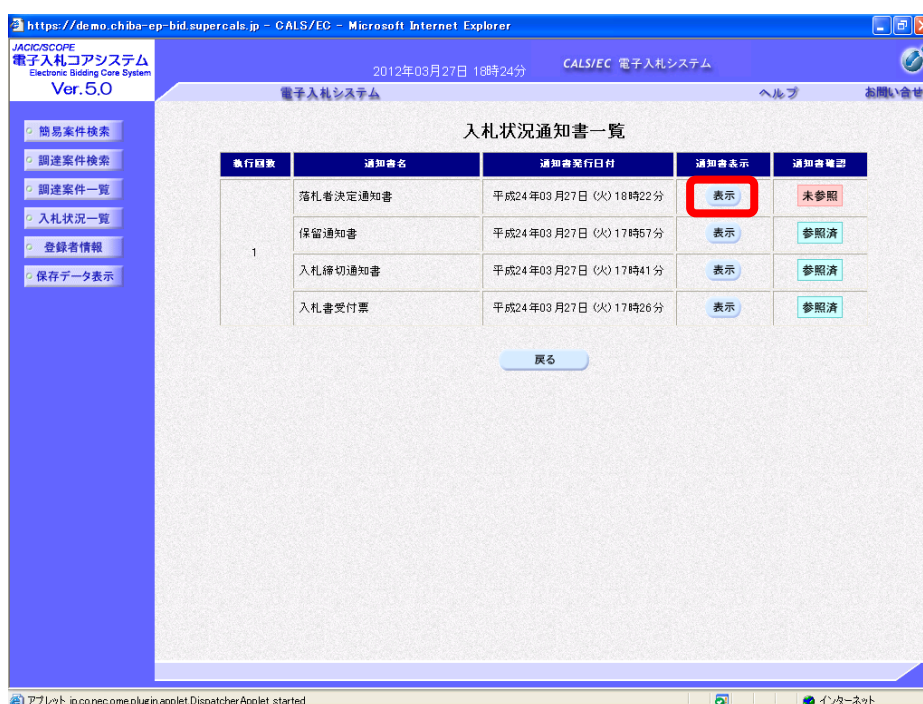 https://demo.chiba-ep-bid.supercals.jp - CALS/EC - Microsoft Internet Explorer
JACIC/SCOPE
電子入札コアシステム
Electronic Bidding Core System
Ver.5.0
2012年03月27日 18時24分
CALS/EC 電子入札システム
電子入札システム
ヘルプ
お問い合せ
簡易案件検索
調達案件検索
調達案件一覧
入札状況一覧
登録者情報
保存データ表示
入札状況通知書一覧
執行回数 通知書名 通知書発行日付 通知書表示 通知書確認
1
落札者決定通知書 平成24年03月27日 (火) 18時22分 表示 未参照
保留通知書 平成24年03月27日 (火) 17時57分 表示 参照済
入札締切通知書 平成24年03月27日 (火) 17時41分 表示 参照済
入札書受付票 平成24年03月27日 (火) 17時26分 表示 参照済
戻る
アプレット jp.co.nec.ome.plugin.applet.DispatcherApplet started
インターネット